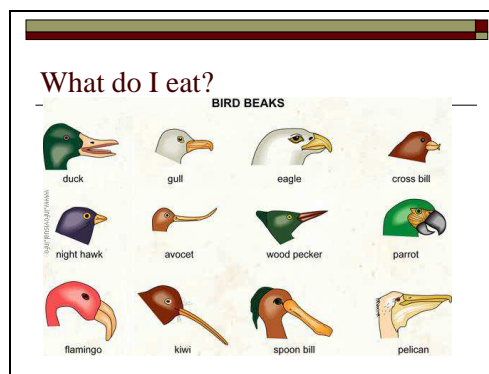 What do I eat?
BIRD BEAKS
duck gull eagle cross bill
night hawk avocet wood pecker parrot
flamingo kiwi spoon bill pelican